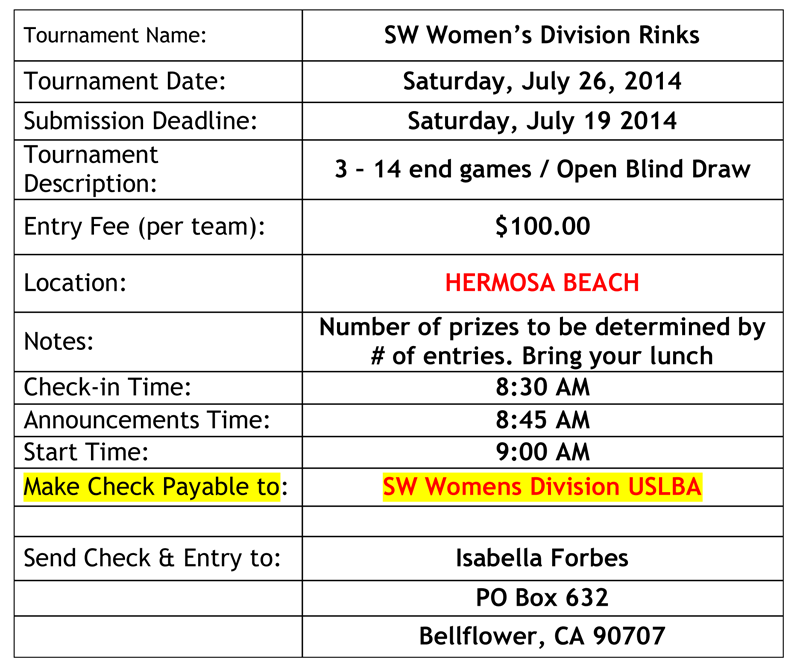 Tournament Name: SW Women’s Division Rinks
Tournament Date: Saturday, July 26, 2014
Submission Deadline: Saturday, July 19 2014
Tournament
Description: 3 – 14 end games / Open Blind Draw
Entry Fee (per team): $100.00
Location: HERMOSA BEACH
Notes: Number of prizes to be determined by
# of entries. Bring your lunch
Check-in Time: 8:30 AM
Announcements Time: 8:45 AM
Start Time: 9:00 AM
Make Check Payable to: SW Womens Division USLBA
Send Check & Entry to: Isabella Forbes
PO Box 632
Bellflower, CA 90707